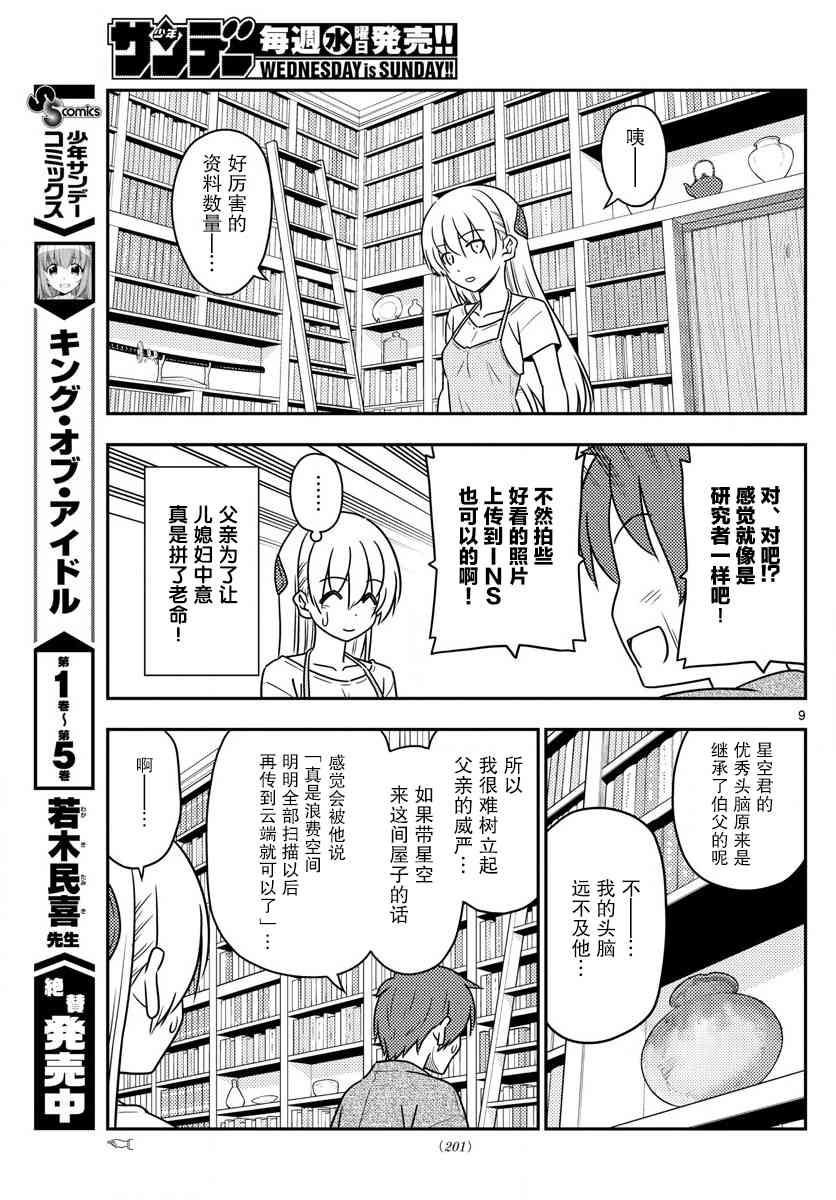 少年サンデー
毎週水曜日発売!!
WEDNESDAY is SUNDAY!!
S
S comics
少年サンデー
コミックス
キング・オブ・アイドル
第1巻〜第5巻
若木民喜先生
わか
き
たみ
き
絶賛発売中
咦
——
好厉害的
资料数量
……
对、对吧!?
感觉就像是
研究者一样吧！
不然拍些
好看的照片
上传到INS
也可以的啊！
……
父亲为了让
儿媳妇中意
真是拼了老命！
9
星空君的
优秀头脑原来是
继承了伯父的呢
不——…
我的头脑
远不及他…
所以
我很难树立起
父亲的威严…
如果带星空
来这间屋子的话
感觉会被他说
「真是浪费空间
明明全部扫描以后
再传到云端就可以了」…
啊——…
（201）